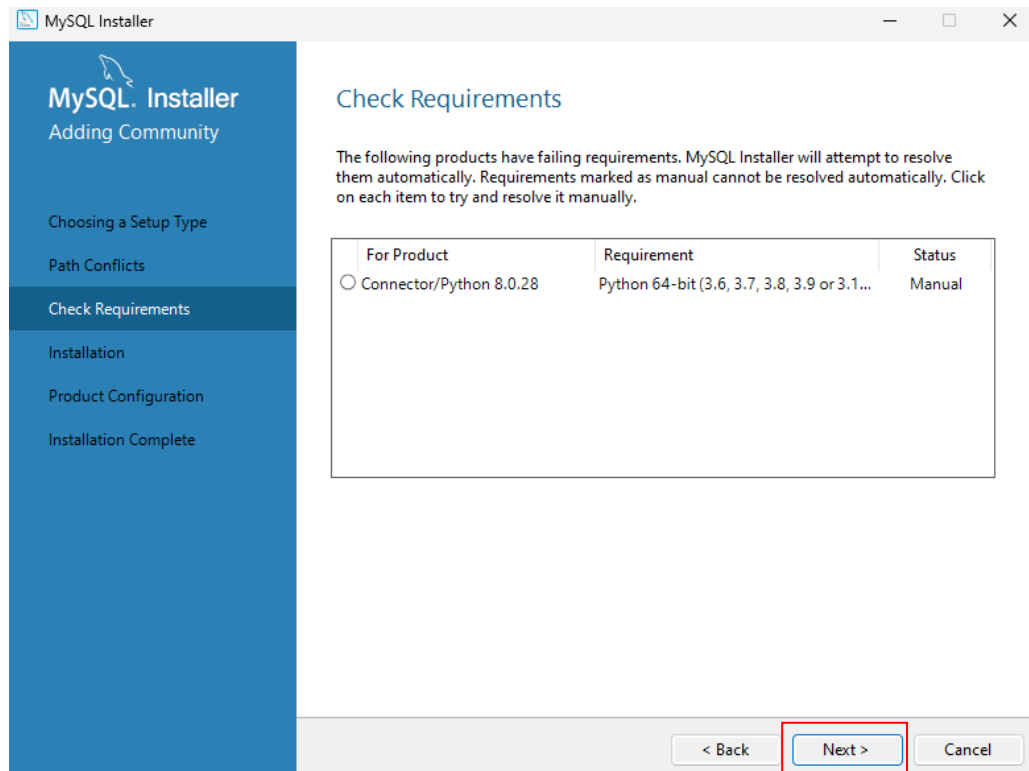 MySQL Installer
MySQL. Installer
Adding Community
Choosing a Setup Type
Path Conflicts
Check Requirements
Installation
Product Configuration
Installation Complete
Check Requirements
The following products have failing requirements. MySQL Installer will attempt to resolve
them automatically. Requirements marked as manual cannot be resolved automatically. Click
on each item to try and resolve it manually.
For Product Requirement Status
Connector/Python 8.0.28 Python 64-bit (3.6, 3.7, 3.8, 3.9 or 3.1... Manual
< Back Next > Cancel